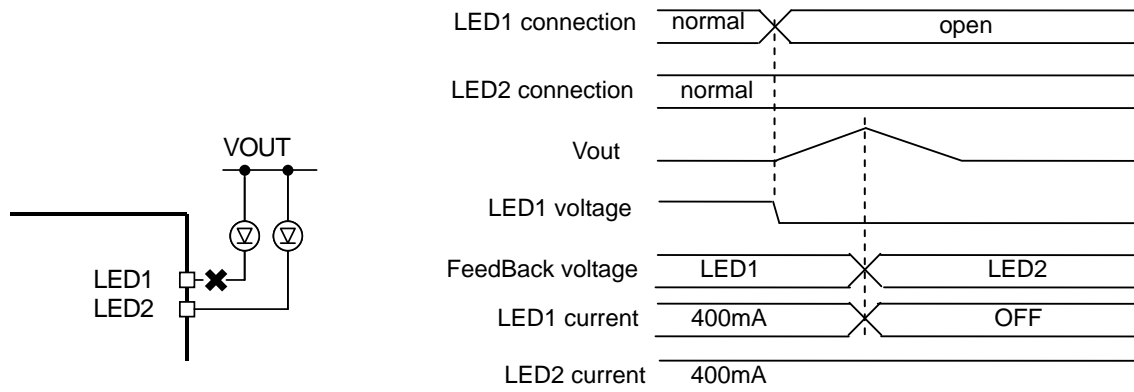 VOUT
LED1
LED2
LED1 connection normal open
LED2 connection normal
Vout
LED1 voltage
FeedBack voltage LED1 LED2
LED1 current 400mA OFF
LED2 current 400mA